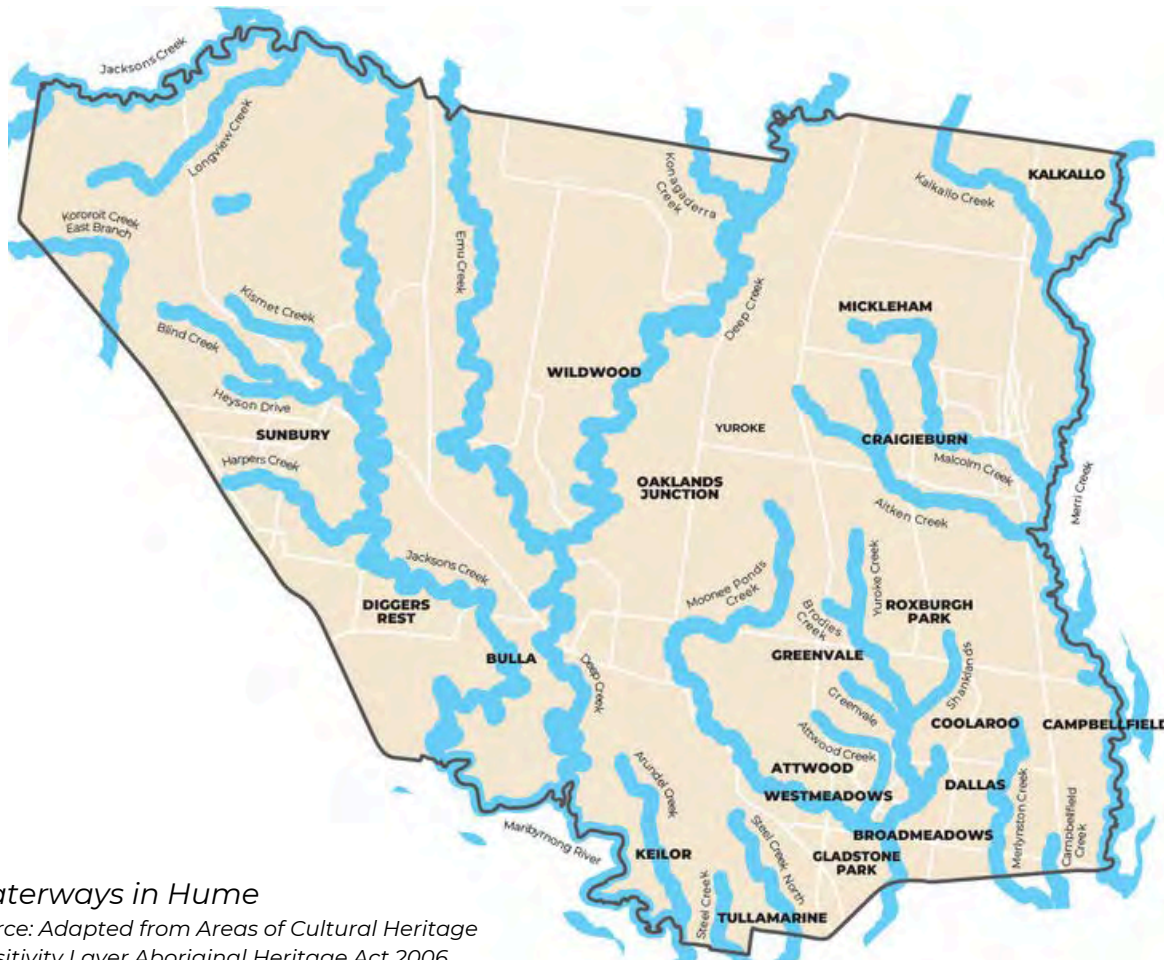 Jacksons Creek
Longview Creek
Kororoit Creek
East Branch
Konagaderra
Creek
Kalkallo Creek
KALKALLO
Emu Creek
Kismet Creek
Blind Creek
Deep Creek
MICKLEHAM
WILDWOOD
Heyson Drive
SUNBURY
YUROKE
CRAIGIEBURN
Malcolm Creek
Harpers Creek
OAKLANDS
JUNCTION
Aitken Creek
Merri Creek
Jacksons Creek
Moonee Ponds
Creek
Yuroke Creek
DIGGERS
REST
Brodies
Creek
ROXBURGH
PARK
BULLA
Deep Creek
GREENVALE
Shanklands
Greenvale
COOLAROO
CAMPBELLFIELD
Attwood Creek
ATTWOOD
Arundel Creek
WESTMEADOWS
DALLAS
Merlynston Creek
Campbellfield
Creek
Maribyrnong River
Steel Creek North
BROADMEADOWS
KEILOR
GLADSTONE
PARK
Steel Creek
TULLAMARINE
aterways in Hume
rce: Adapted from Areas of Cultural Heritage
sitivity Layer Aboriginal Heritage Act 2006